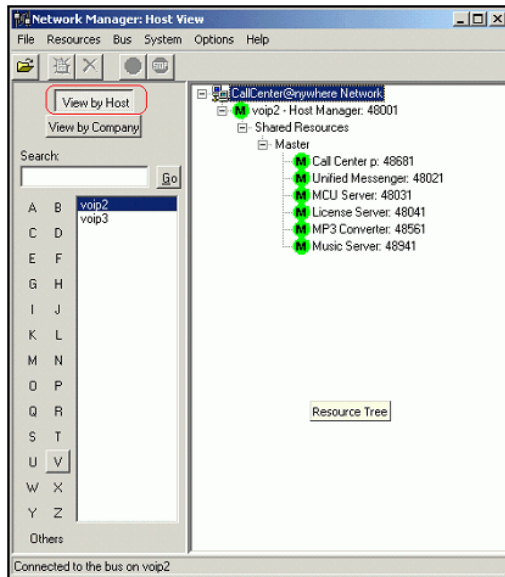 Network Manager: Host View
File Resources Bus System Options Help
STOP
View by Host
View by Company
Search:
Go
A B
C D
E F
G H
I J
K L
M N
O P
Q R
S T
U V
W X
Y Z
Others
voip2
voip3
CallCenter@nywhere Network
M voip2 - Host Manager: 48001
Shared Resources
Master
M Call Center p: 48681
M Unified Messenger: 48021
M MCU Server: 48031
M License Server: 48041
M MP3 Converter: 48561
M Music Server: 48941
Resource Tree
Connected to the bus on voip2